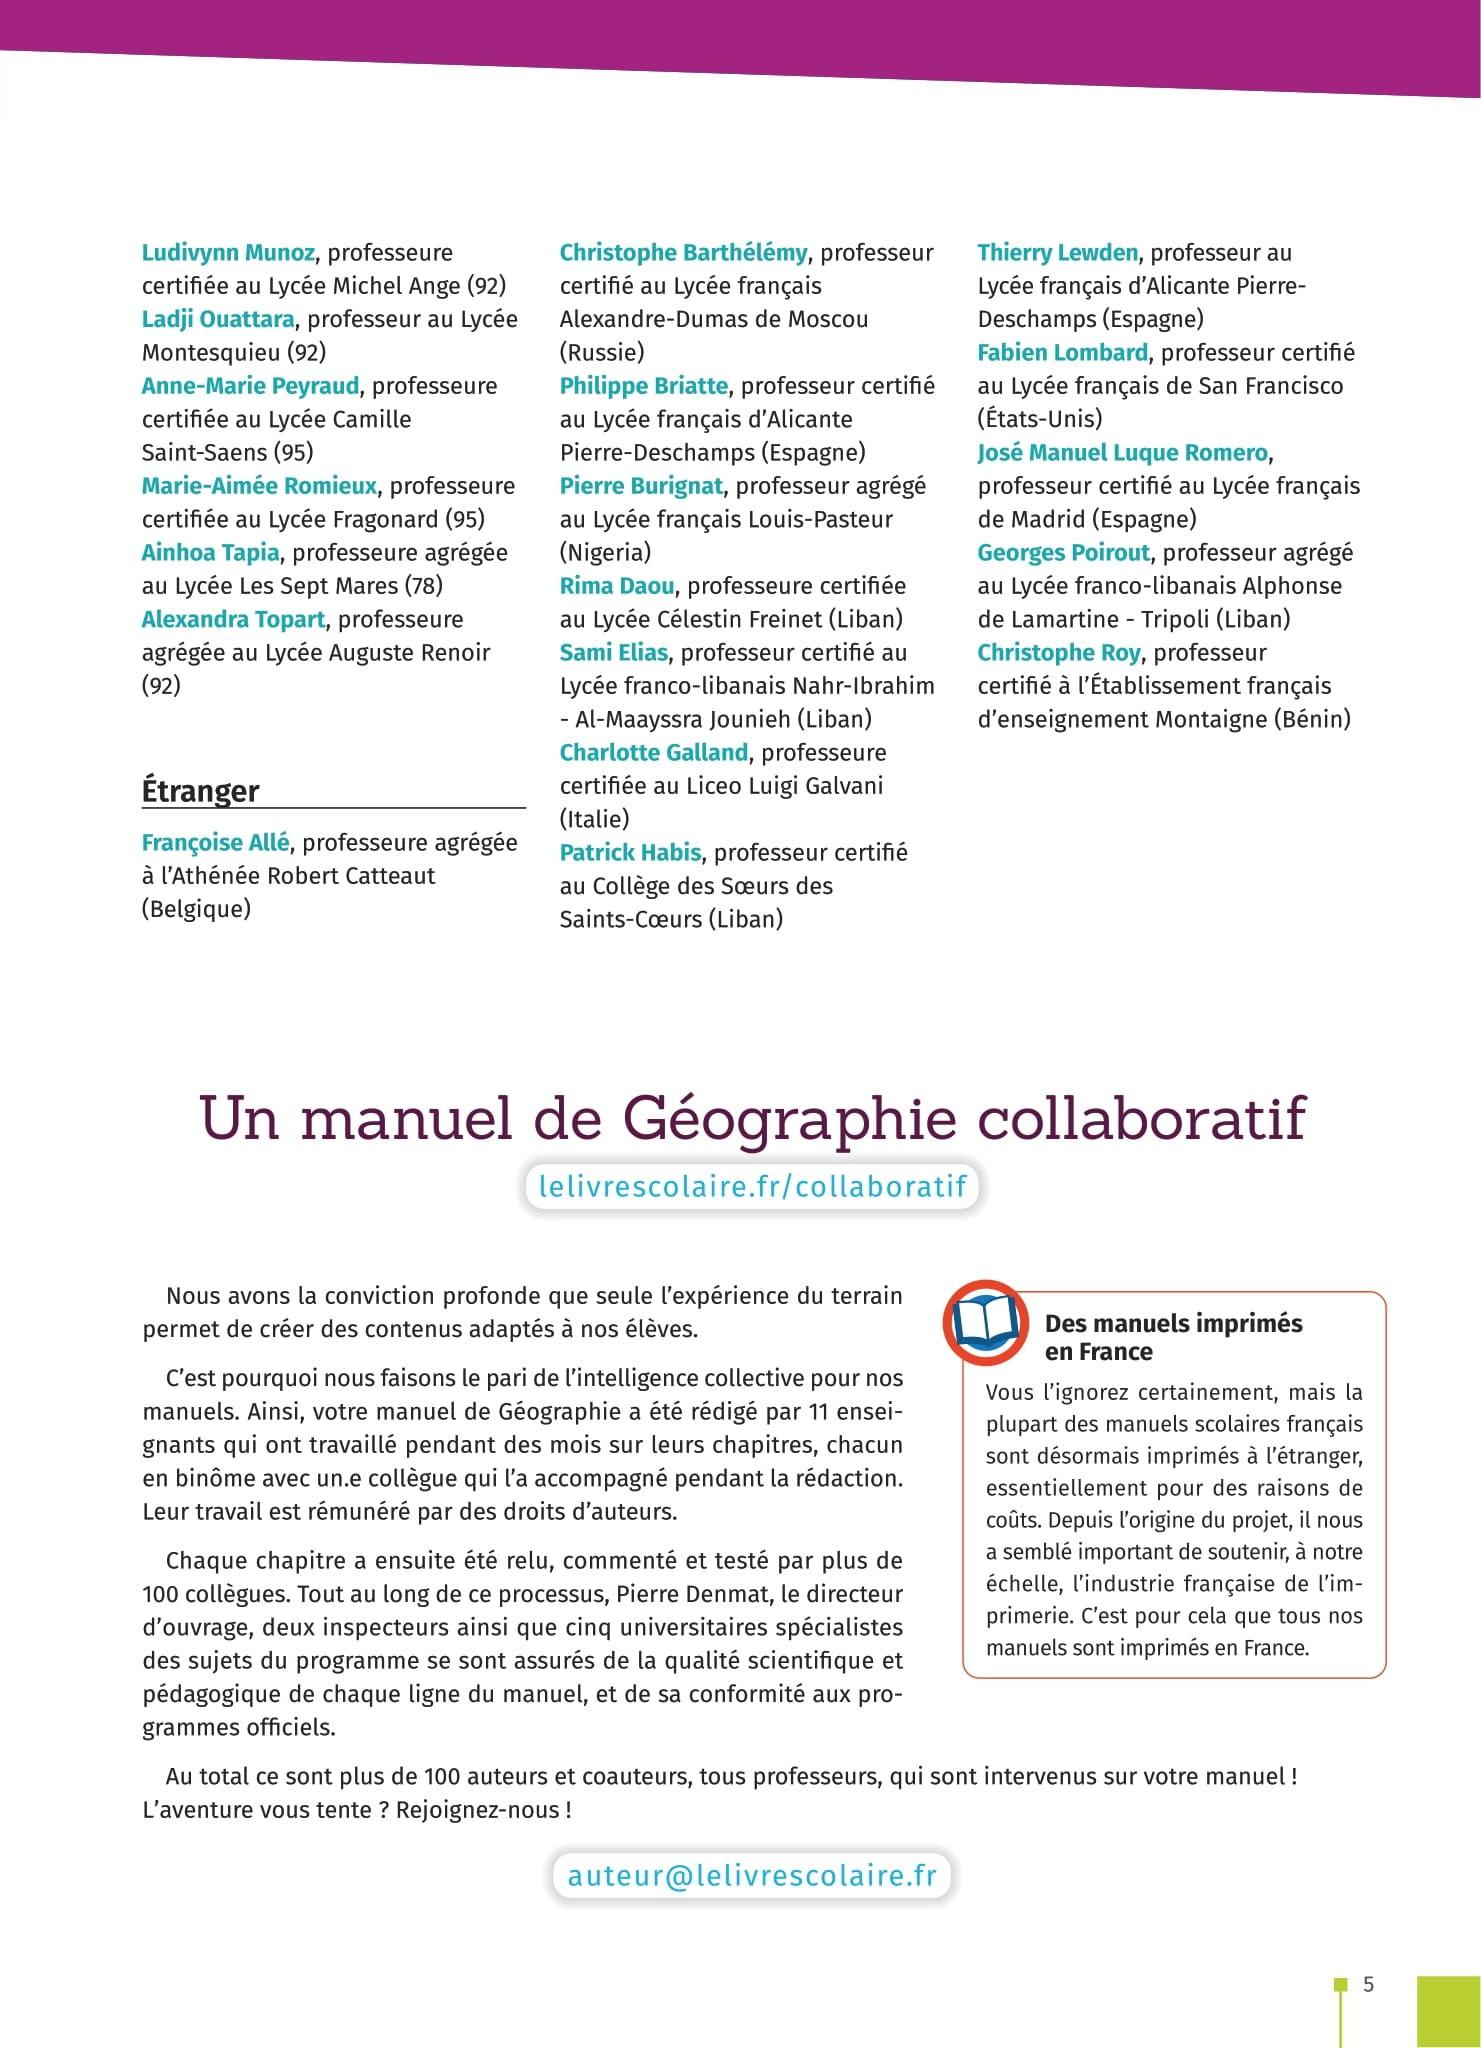 Ludivynn Munoz, professeure
certifiée au Lycée Michel Ange (92)
Ladji Ouattara, professeur au Lycée
Montesquieu (92)
Anne-Marie Peyraud, professeure
certifiée au Lycée Camille
Saint-Saens (95)
Marie-Aimée Romieux, professeure
certifiée au Lycée Fragonard (95)
Ainhoa Tapia, professeure agrégée
au Lycée Les Sept Mares (78)
Alexandra Topart, professeure
agrégée au Lycée Auguste Renoir
(92)
Étranger
Françoise Allé, professeure agrégée
à l’Athénée Robert Catteaut
(Belgique)
Christophe Barthélémy, professeur
certifié au Lycée français
Alexandre-Dumas de Moscou
(Russie)
Philippe Briatte, professeur certifié
au Lycée français d’Alicante
Pierre-Deschamps (Espagne)
Pierre Burignat, professeur agrégé
au Lycée français Louis-Pasteur
(Nigeria)
Rima Daou, professeure certifiée
au Lycée Célestin Freinet (Liban)
Sami Elias, professeur certifié au
Lycée franco-libanais Nahr-Ibrahim
- Al-Maayssra Jounieh (Liban)
Charlotte Galland, professeure
certifiée au Liceo Luigi Galvani
(Italie)
Patrick Habis, professeur certifié
au Collège des Sœurs des
Saints-Cœurs (Liban)
Thierry Lewden, professeur au
Lycée français d’Alicante Pierre-
Deschamps (Espagne)
Fabien Lombard, professeur certifié
au Lycée français de San Francisco
(États-Unis)
José Manuel Luque Romero,
professeur certifié au Lycée français
de Madrid (Espagne)
Georges Poirout, professeur agrégé
au Lycée franco-libanais Alphonse
de Lamartine - Tripoli (Liban)
Christophe Roy, professeur
certifié à l’Établissement français
d’enseignement Montaigne (Bénin)
Un manuel de Géographie collaboratif
lelivrescolaire.fr/collaboratif
Nous avons la conviction profonde que seule l’expérience du terrain
permet de créer des contenus adaptés à nos élèves.
C’est pourquoi nous faisons le pari de l’intelligence collective pour nos
manuels. Ainsi, votre manuel de Géographie a été rédigé par 11 ensei-
gnants qui ont travaillé pendant des mois sur leurs chapitres, chacun
en binôme avec un.e collègue qui l’a accompagné pendant la rédaction.
Leur travail est rémunéré par des droits d’auteurs.
Chaque chapitre a ensuite été relu, commenté et testé par plus de
100 collègues. Tout au long de ce processus, Pierre Denmat, le directeur
d’ouvrage, deux inspecteurs ainsi que cinq universitaires spécialistes
des sujets du programme se sont assurés de la qualité scientifique et
pédagogique de chaque ligne du manuel, et de sa conformité aux pro-
grammes officiels.
Au total ce sont plus de 100 auteurs et coauteurs, tous professeurs, qui sont intervenus sur votre manuel !
L’aventure vous tente ? Rejoignez-nous !
Des manuels imprimés
en France
Vous l’ignorez certainement, mais la
plupart des manuels scolaires français
sont désormais imprimés à l’étranger,
essentiellement pour des raisons de
coûts. Depuis l’origine du projet, il nous
a semblé important de soutenir, à notre
échelle, l’industrie française de l’im-
primerie. C’est pour cela que tous nos
manuels sont imprimés en France.
auteur@lelivrescolaire.fr
5